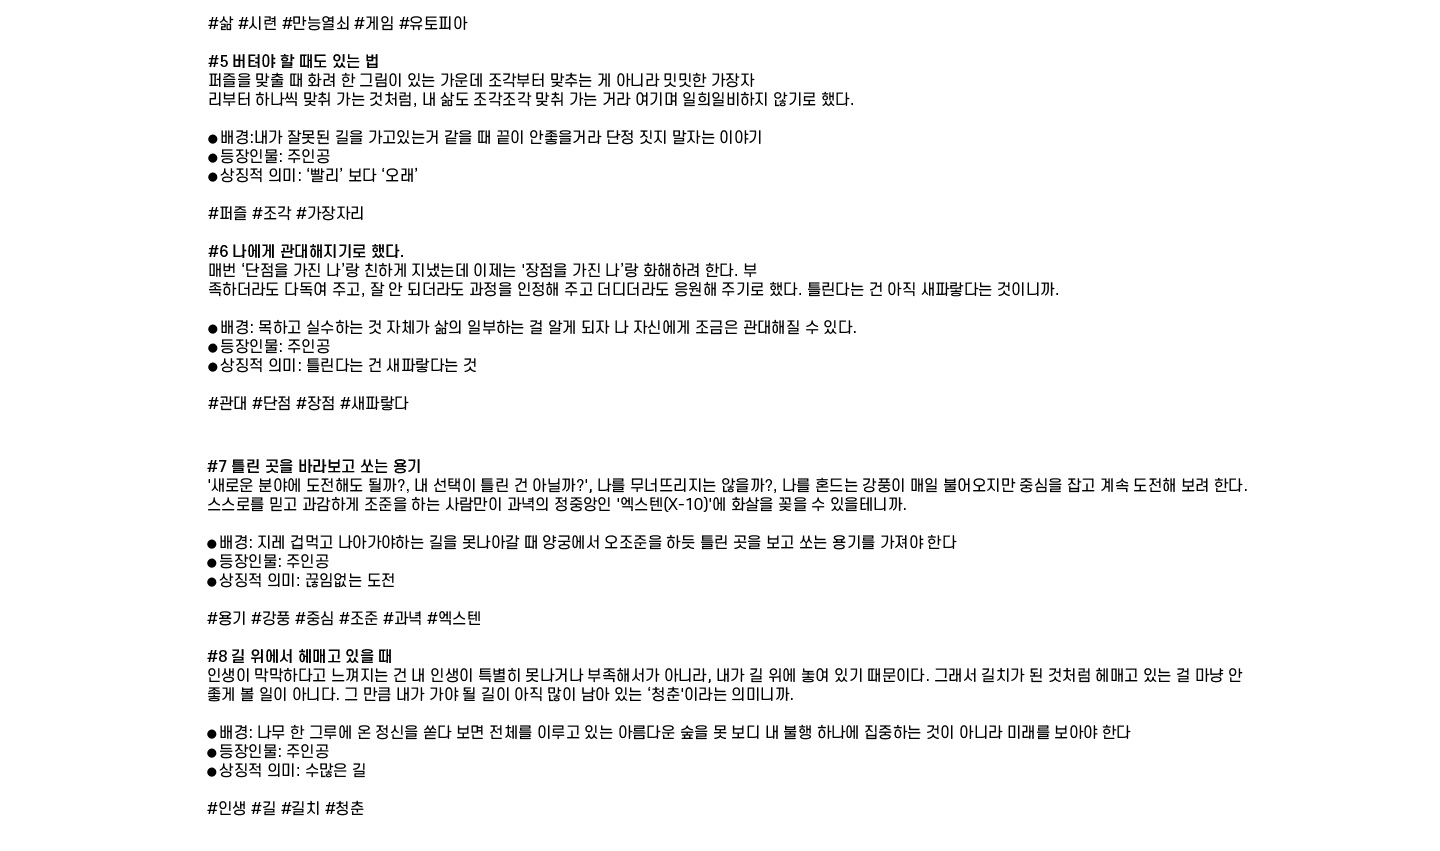 #삶 #시련 #만능열쇠 #게임 #유토피아
#5 버텨야 할 때도 있는 법
퍼즐을 맞출 때 화려 한 그림이 있는 가운데 조각부터 맞추는 게 아니라 밋밋한 가장자
리부터 하나씩 맞춰 가는 것처럼, 내 삶도 조각조각 맞춰 가는 거라 여기며 일희일비하지 않기로 했다.
●배경:내가 잘못된 길을 가고있는거 같을 때 끝이 안좋을거라 단정 짓지 말자는 이야기
●등장인물: 주인공
●상징적 의미: ‘빨리’ 보다 ‘오래’
#퍼즐 #조각 #가장자리
#6 나에게 관대해지기로 했다.
매번 ‘단점을 가진 나’랑 친하게 지냈는데 이제는 '장점을 가진 나’랑 화해하려 한다. 부
족하더라도 다독여 주고, 잘 안 되더라도 과정을 인정해 주고 더디더라도 응원해 주기로 했다. 틀린다는 건 아직 새파랗다는 것이니까.
●배경: 목하고 실수하는 것 자체가 삶의 일부하는 걸 알게 되자 나 자신에게 조금은 관대해질 수 있다.
●등장인물: 주인공
●상징적 의미: 틀린다는 건 새파랗다는 것
#관대 #단점 #장점 #새파랗다
#7 틀린 곳을 바라보고 쏘는 용기
'새로운 분야에 도전해도 될까?, 내 선택이 틀린 건 아닐까?', 나를 무너뜨리지는 않을까?, 나를 혼드는 강풍이 매일 불어오지만 중심을 잡고 계속 도전해 보려 한다.
스스로를 믿고 과감하게 조준을 하는 사람만이 과녁의 정중앙인 '엑스텐(X-10)'에 화살을 꽂을 수 있을테니까.
●배경: 지레 겁먹고 나아가야하는 길을 못나아갈 때 양궁에서 오조준을 하듯 틀린 곳을 보고 쏘는 용기를 가져야 한다
●등장인물: 주인공
●상징적 의미: 끊임없는 도전
#용기 #강풍 #중심 #조준 #과녁 #엑스텐
#8 길 위에서 헤매고 있을 때
인생이 막막하다고 느껴지는 건 내 인생이 특별히 못나거나 부족해서가 아니라, 내가 길 위에 놓여 있기 때문이다. 그래서 길치가 된 것처럼 헤매고 있는 걸 마냥 안
좋게 볼 일이 아니다. 그 만큼 내가 가야 될 길이 아직 많이 남아 있는 ‘청춘'이라는 의미니까.
●배경: 나무 한 그루에 온 정신을 쏟다 보면 전체를 이루고 있는 아름다운 숲을 못 보디 내 불행 하나에 집중하는 것이 아니라 미래를 보아야 한다
●등장인물: 주인공
●상징적 의미: 수많은 길
#인생 #길 #길치 #청춘